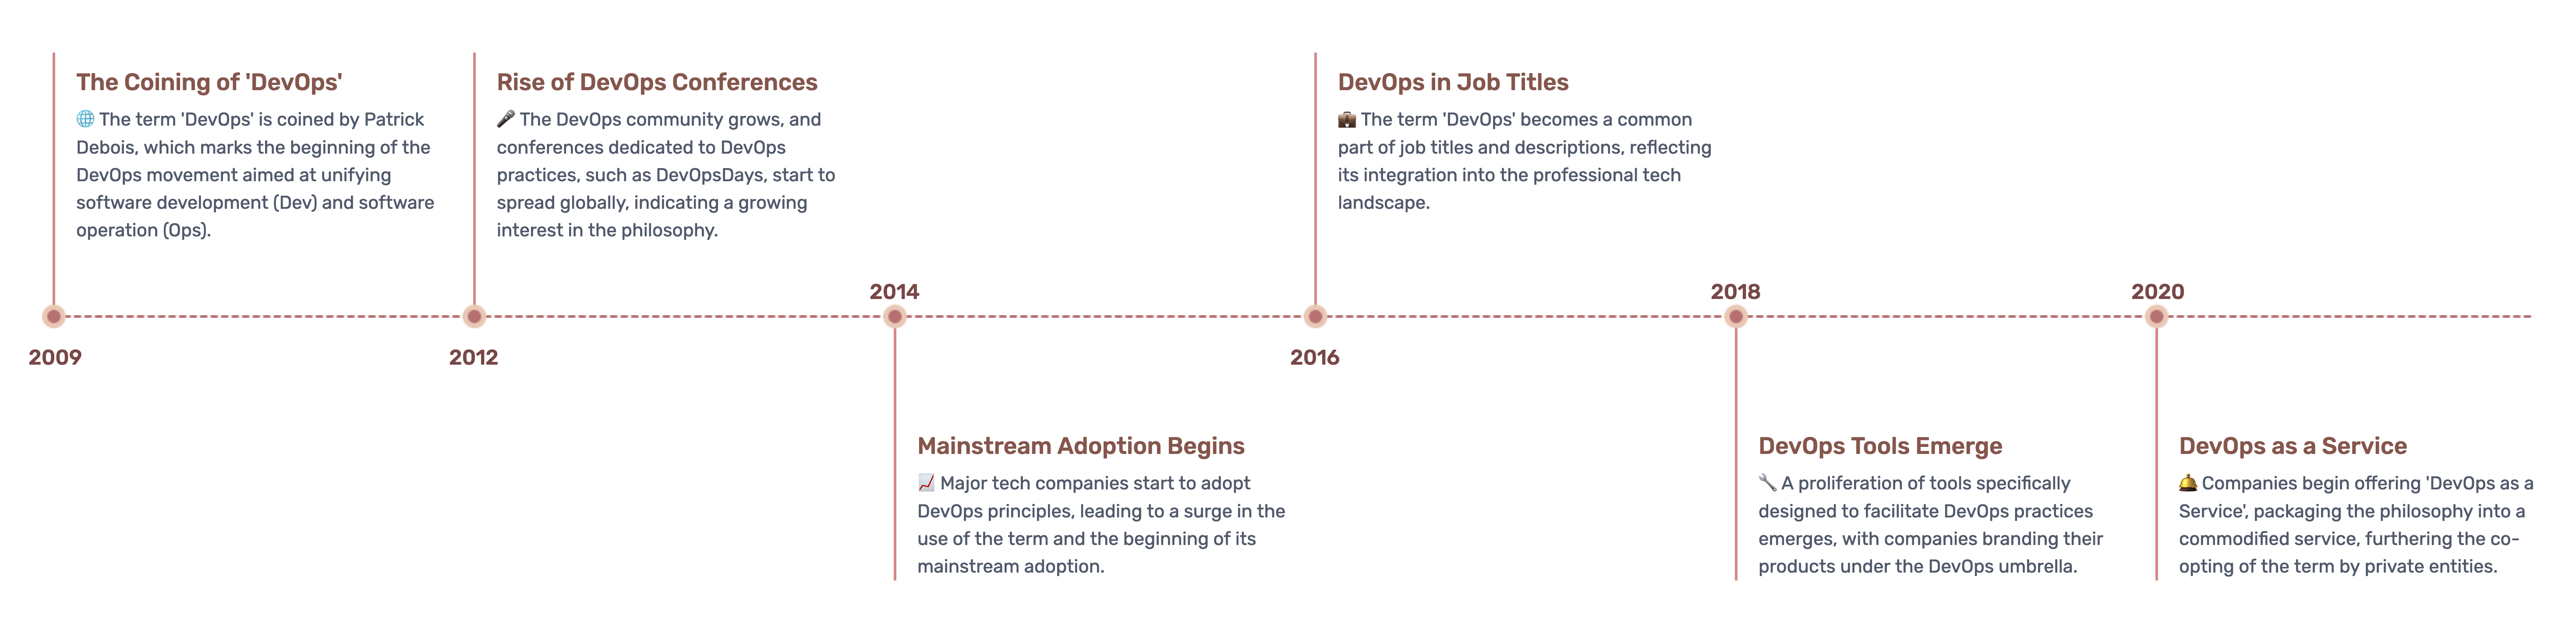 The Coining of 'DevOps'
🌐 The term 'DevOps' is coined by Patrick
Debois, which marks the beginning of the
DevOps movement aimed at unifying
software development (Dev) and software
operation (Ops).
2009
Rise of DevOps Conferences
🎤 The DevOps community grows, and
conferences dedicated to DevOps
practices, such as DevOpsDays, start to
spread globally, indicating a growing
interest in the philosophy.
2012
2014
Mainstream Adoption Begins
📈 Major tech companies start to adopt
DevOps principles, leading to a surge in the
use of the term and the beginning of its
mainstream adoption.
DevOps in Job Titles
💼 The term 'DevOps' becomes a common
part of job titles and descriptions, reflecting
its integration into the professional tech
landscape.
2016
2018
DevOps Tools Emerge
🔧 A proliferation of tools specifically
designed to facilitate DevOps practices
emerges, with companies branding their
products under the DevOps umbrella.
2020
DevOps as a Service
🛎️ Companies begin offering 'DevOps as a
Service', packaging the philosophy into a
commodified service, furthering the co-
opting of the term by private entities.